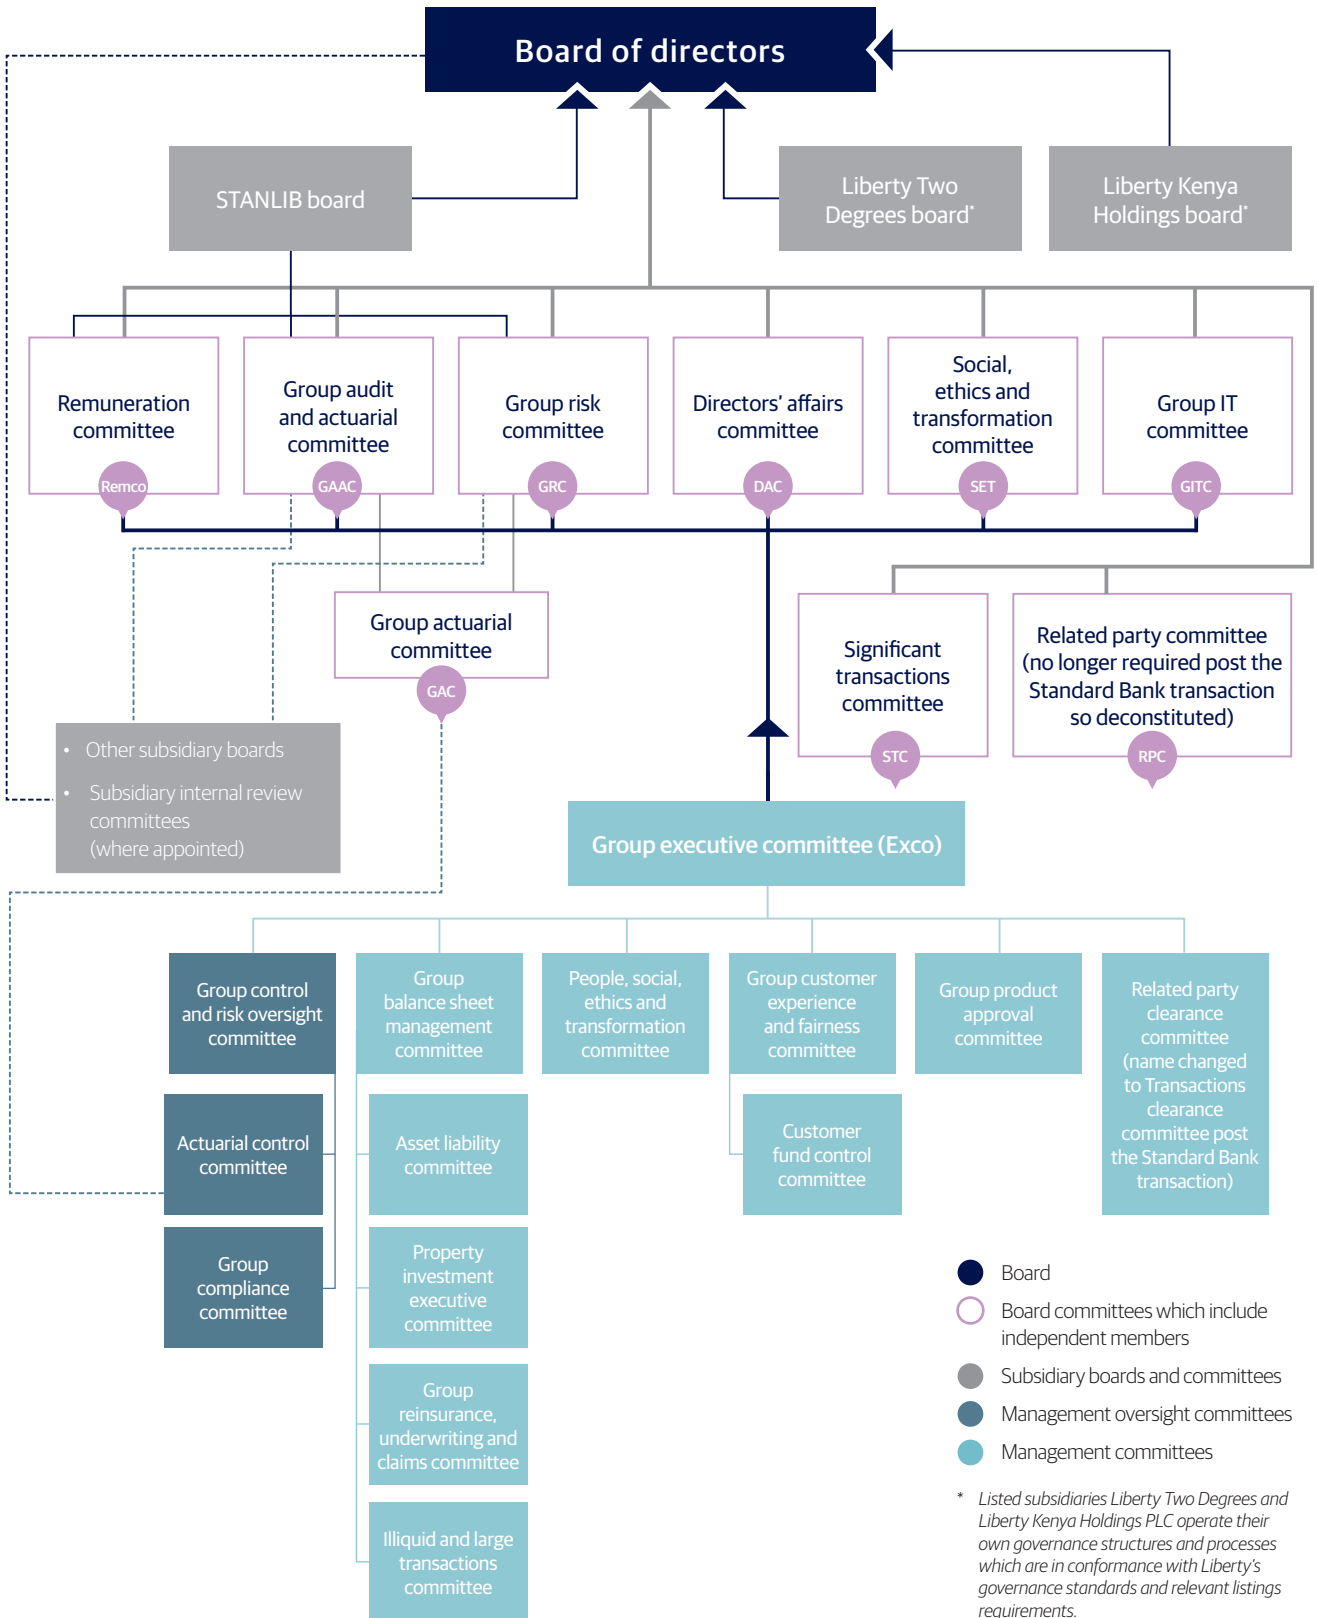 Board of directors
STANLIB board
Liberty Two
Degrees board*
Liberty Kenya
Holdings board*
Remuneration
committee
Remco
Group audit
and actuarial
committee
GAAC
Group risk
committee
GRC
Directors’ affairs
committee
DAC
Social,
ethics and
transformation
committee
SET
Group IT
committee
GITC
Group actuarial
committee
GAC
Significant
transactions
committee
STC
Related party committee
(no longer required post the
Standard Bank transaction
so deconstituted)
RPC
• Other subsidiary boards
• Subsidiary internal review
committees
(where appointed)
Group executive committee (Exco)
Group control
and risk oversight
committee
Group
balance sheet
management
committee
People, social,
ethics and
transformation
committee
Group customer
experience
and fairness
committee
Group product
approval
committee
Related party
clearance
committee
(name changed
to Transactions
clearance
committee post
the Standard Bank
transaction)
Actuarial control
committee
Asset liability
committee
Customer
fund control
committee
Group
compliance
committee
Property
investment
executive
committee
Group
reinsurance,
underwriting and
claims committee
Illiquid and large
transactions
committee
Board
Board committees which include
independent members
Subsidiary boards and committees
Management oversight committees
Management committees
* Listed subsidiaries Liberty Two Degrees and
Liberty Kenya Holdings PLC operate their
own governance structures and processes
which are in conformance with Liberty’s
governance standards and relevant listings
requirements.